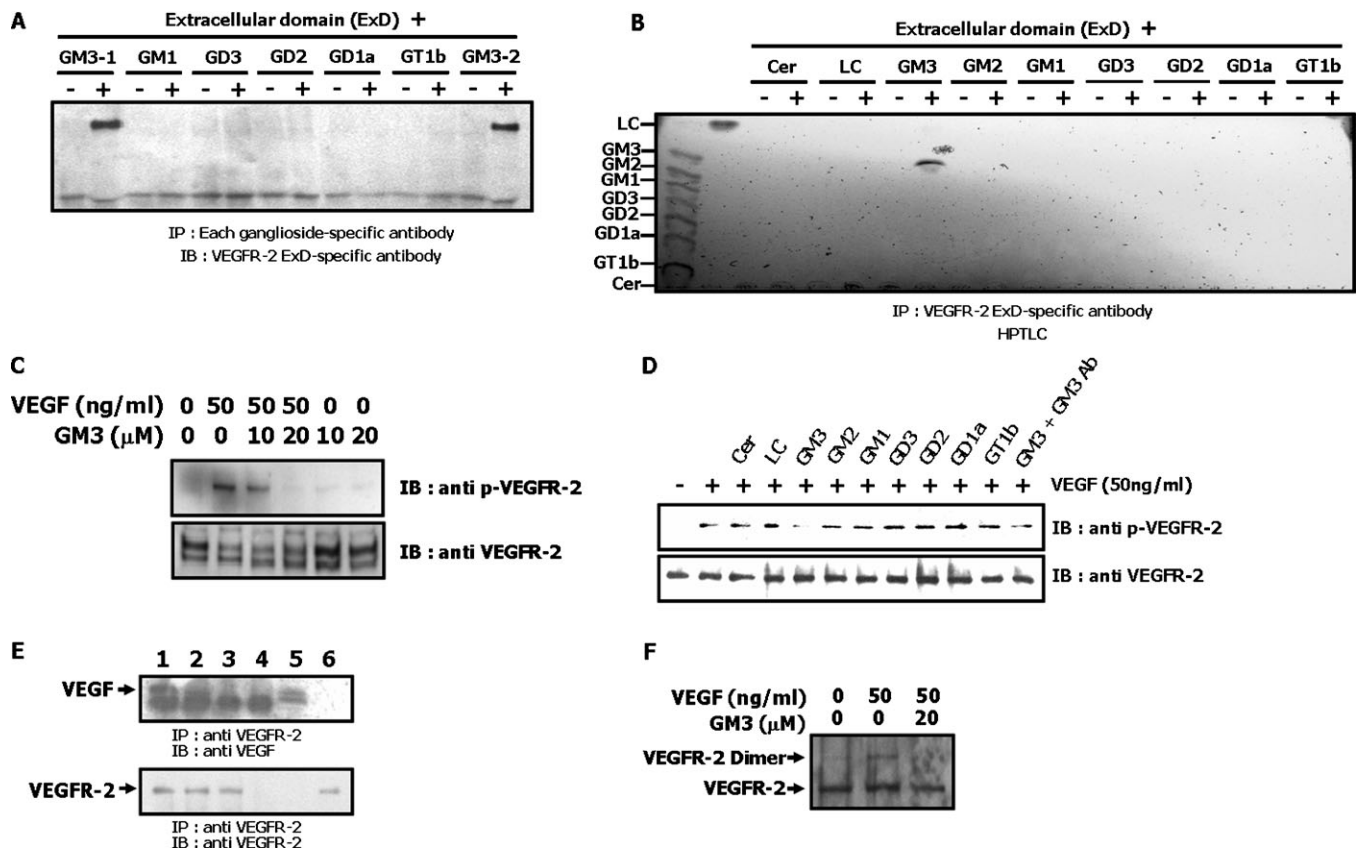 A
Extracellular domain (ExD) +
GM3-1 GM1 GD3 GD2 GD1a GT1b GM3-2
- + - + - + - + - + - + - +
IP : Each ganglioside-specific antibody
IB : VEGFR-2 ExD-specific antibody
B
Extracellular domain (ExD) +
Cer LC GM3 GM2 GM1 GD3 GD2 GD1a GT1b
- + - + - + - + - + - + - + - + - +
LC
GM3
GM2
GM1
GD3
GD2
GD1a
GT1b
Cer
IP : VEGFR-2 ExD-specific antibody
HPTLC
C
VEGF (ng/ml) 0 50 50 50 0 0
GM3 (μM) 0 0 10 20 10 20
IB : anti p-VEGFR-2
IB : anti VEGFR-2
D
Cer LC GM3 GM2 GM1 GD3 GD2 GD1a GT1b GM3 + GM3 Ab
- + + + + + + + + + + + VEGF (50ng/ml)
IB : anti p-VEGFR-2
IB : anti VEGFR-2
E
1 2 3 4 5 6
VEGF
IP : anti VEGFR-2
IB : anti VEGF
VEGFR-2
IP : anti VEGFR-2
IB : anti VEGFR-2
F
VEGF (ng/ml) 0 50 50
GM3 (μM) 0 0 20
VEGFR-2 Dimer
VEGFR-2